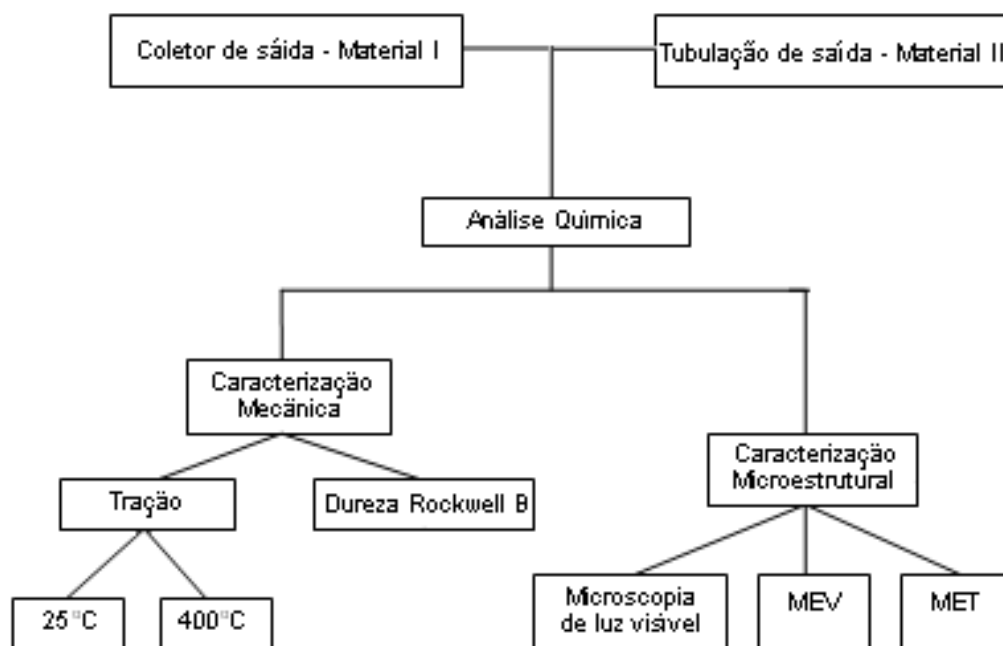 Coletor de sáida - Material I
Tubulação de saída - Material II
Análise Química
Caracterização
Mecânica
Caracterização
Microestrutural
Tração
Dureza Rockwell B
25°C
400°C
Microscopia
de luz visível
MEV
MET